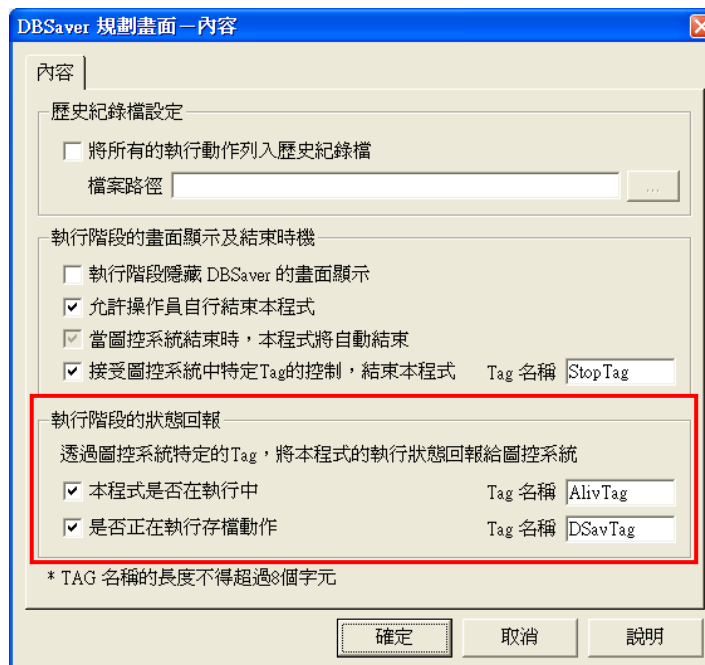 DBSaver 規劃畫面－內容
內容
歷史紀錄檔設定
將所有的執行動作列入歷史紀錄檔
檔案路徑 ...
執行階段的畫面顯示及結束時機
執行階段隱藏 DBSaver 的畫面顯示
允許操作員自行結束本程式
當圖控系統結束時，本程式將自動結束
接受圖控系統中特定Tag的控制，結束本程式 Tag 名稱 StopTag
執行階段的狀態回報
透過圖控系統特定的Tag，將本程式的執行狀態回報給圖控系統
本程式是否在執行中 Tag 名稱 AlivTag
是否正在執行存檔動作 Tag 名稱 DSavTag
* TAG 名稱的長度不得超過8個字元
確定 取消 說明